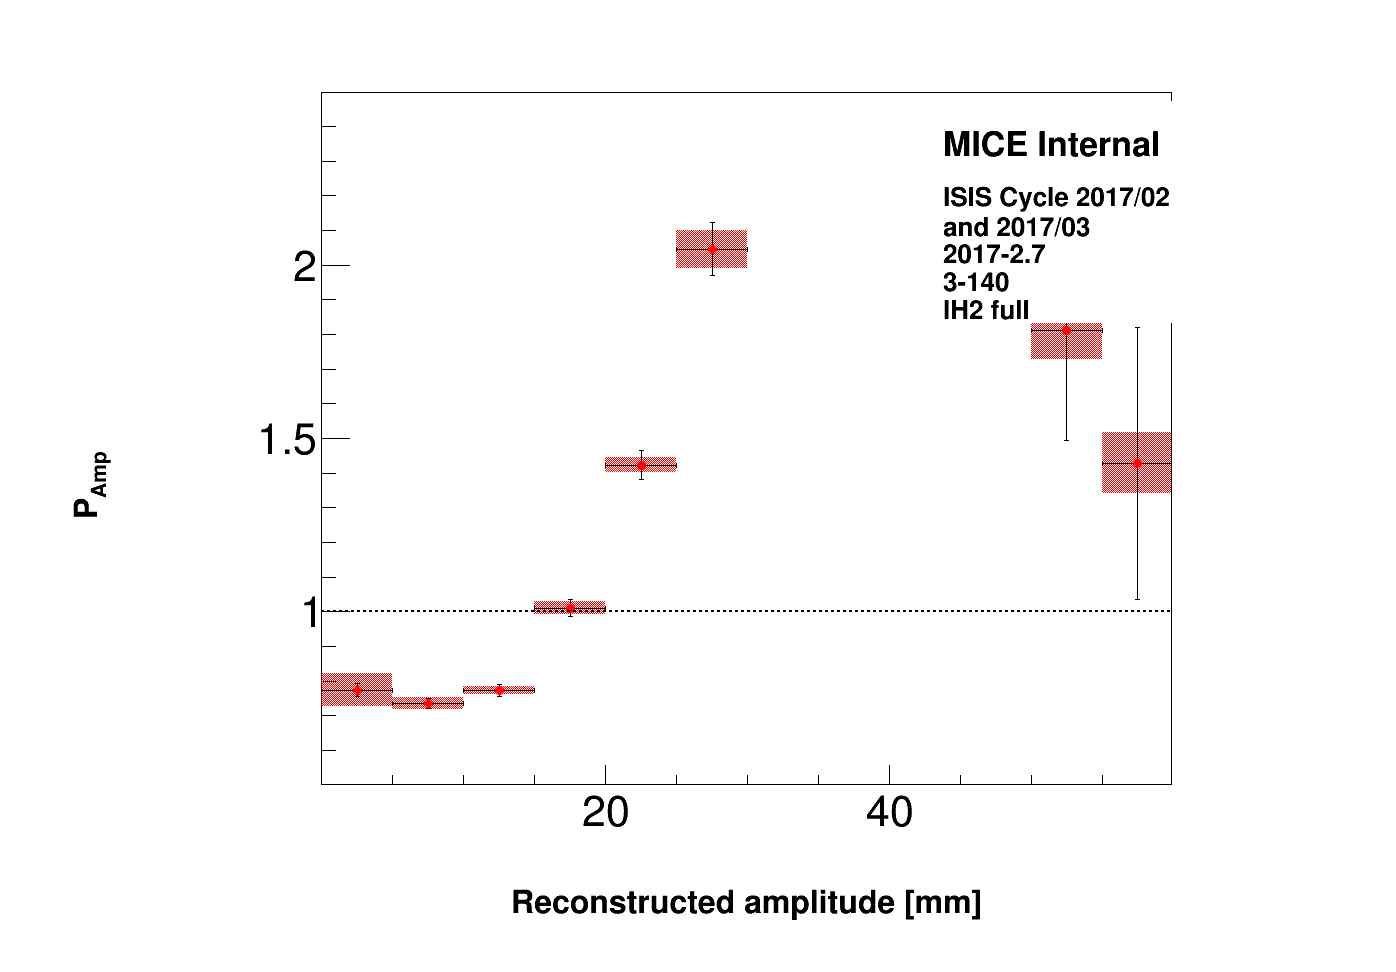 MICE Internal
ISIS Cycle 2017/02
and 2017/03
2017-2.7
3-140
IH2 full
2
1.5
1
P_Amp
20 40
Reconstructed amplitude [mm]